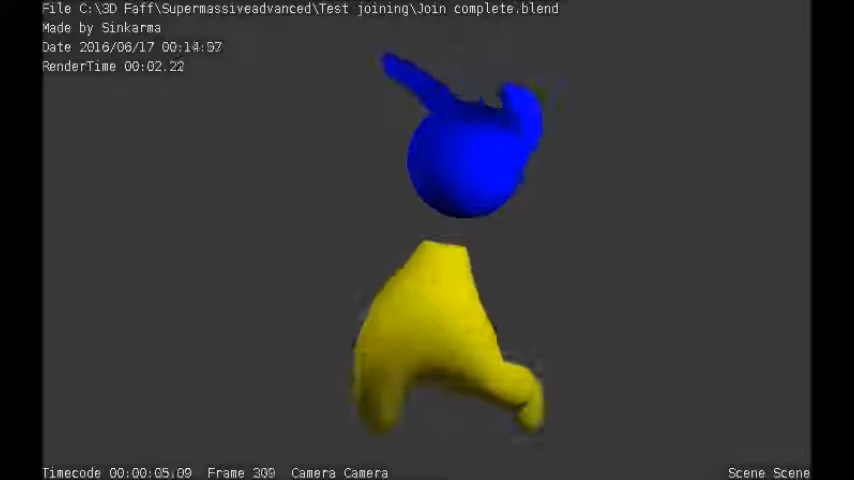 File C:\3D Faff\Supermassiveadvanced\Test joining\Join complete.blend
Made by Sinkarma
Date 2016/06/17 00:14:57
RenderTime 00:02.22
Timecode 00:00:05.09 Frame 309 Camera Camera Scene Scene